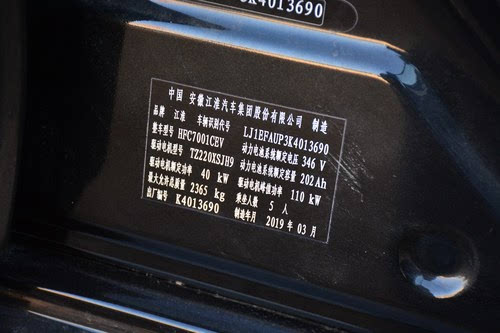 K4013690
中国 安徽江淮汽车集团股份有限公司 制造
品牌 江淮 车辆识别代号 LJ1EFAUP3K4013690
整车型号 HFC7001CEV 动力电池系统额定电压 346 V
驱动电机型号 TZ220XSJH9 动力电池系统额定容量 202Ah
驱动电机额定功率 40 kW 驱动电机峰值功率 110 kW
最大允许总质量 2365 kg 乘坐人数 5 人
出厂编号 K4013690 制造年月 2019 年 03 月